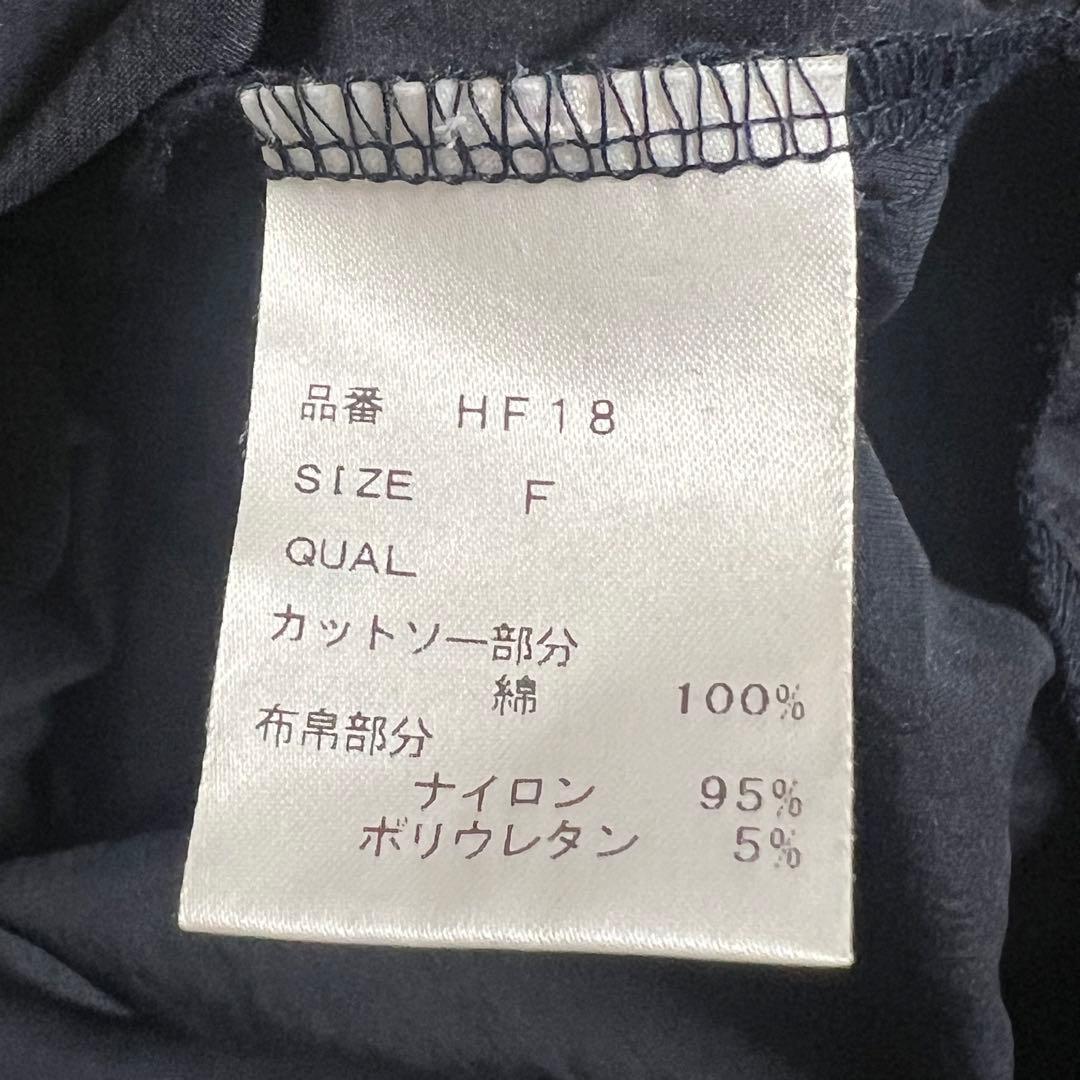 品番 HF18
SIZE F
QUAL
カットソー部分
綿 100%
布帛部分
ナイロン 95%
ポリウレタン 5%